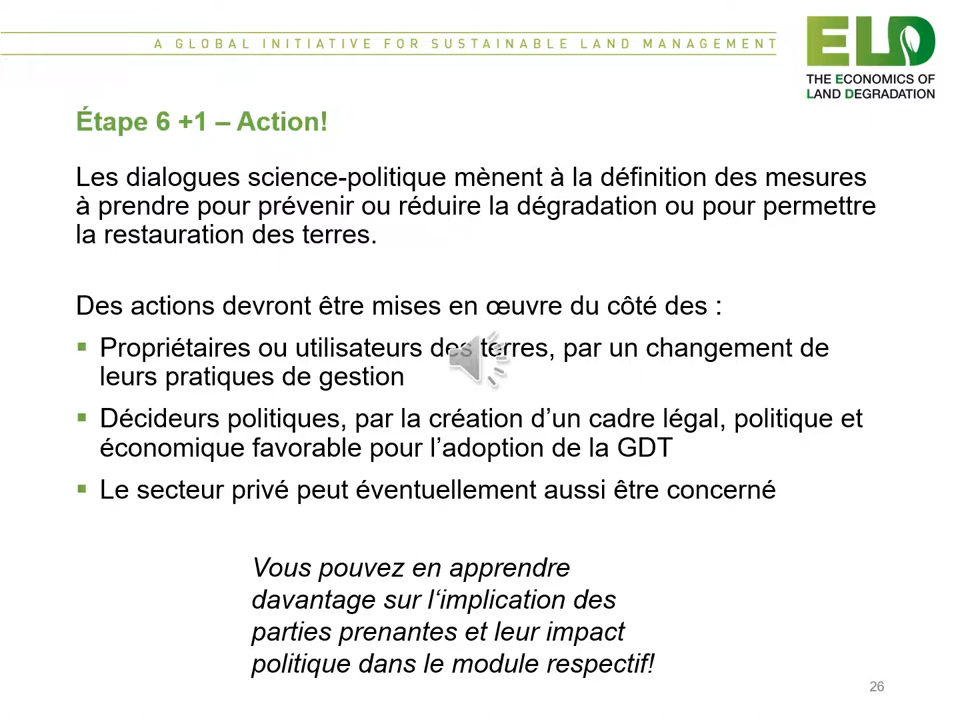 A GLOBAL INITIATIVE FOR SUSTAINABLE LAND MANAGEMENT
ELD
THE ECONOMICS OF
LAND DEGRADATION
Étape 6 +1 – Action!
Les dialogues science-politique mènent à la définition des mesures
à prendre pour prévenir ou réduire la dégradation ou pour permettre
la restauration des terres.
Des actions devront être mises en œuvre du côté des :
Propriétaires ou utilisateurs des terres, par un changement de
leurs pratiques de gestion
Décideurs politiques, par la création d’un cadre légal, politique et
économique favorable pour l’adoption de la GDT
Le secteur privé peut éventuellement aussi être concerné
Vous pouvez en apprendre
davantage sur l‘implication des
parties prenantes et leur impact
politique dans le module respectif!
26